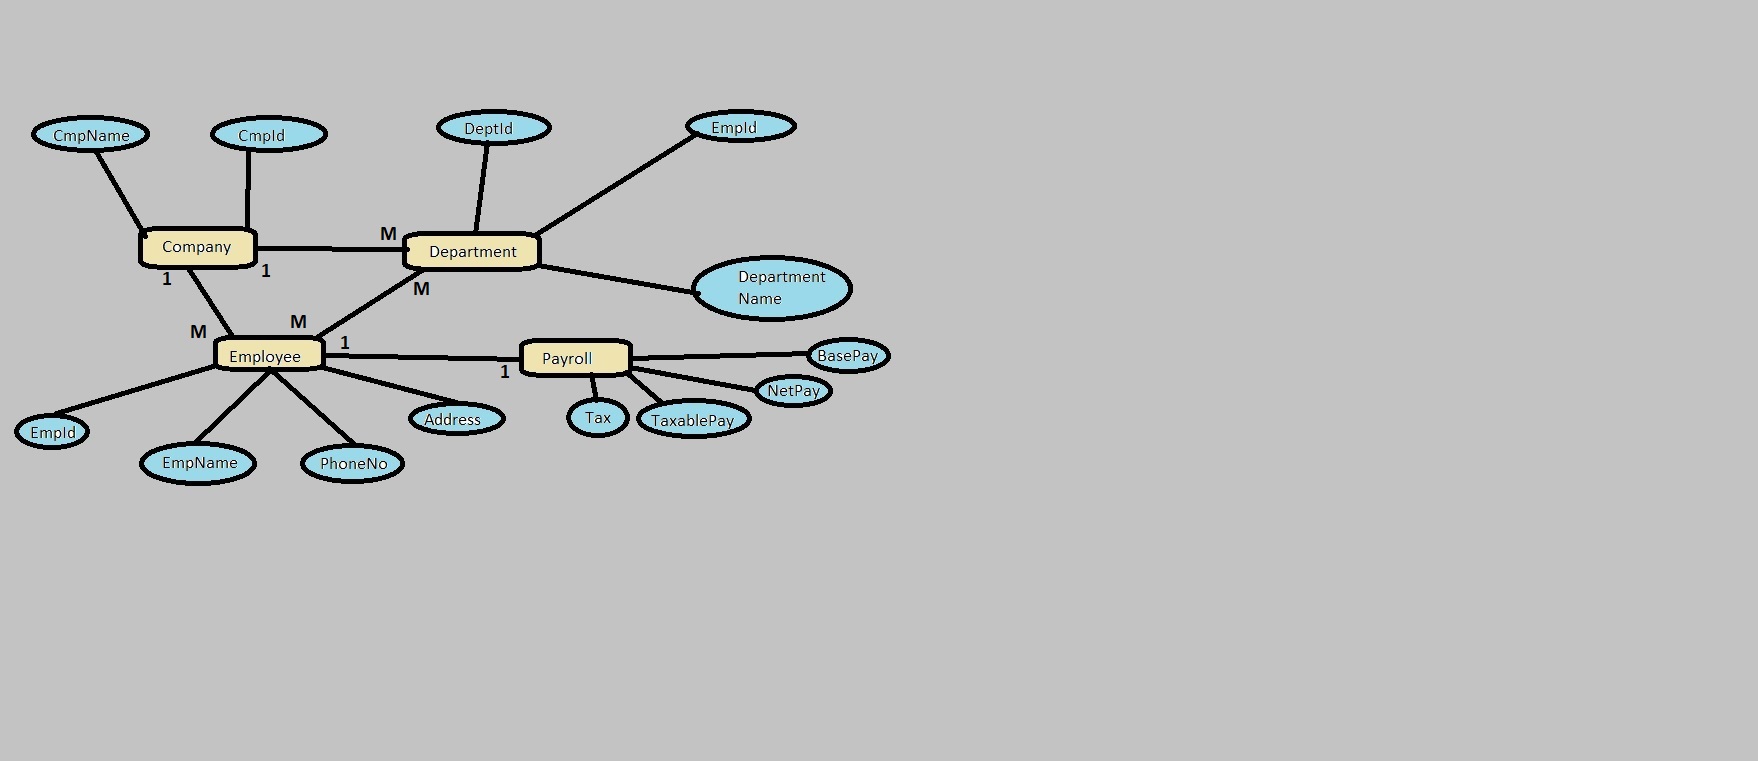 CmpName
CmpId
DeptId
EmpId
Company
M
Department
1
1
M
Department
Name
M
M
1
Employee
Payroll
1
BasePay
NetPay
EmpId
EmpName
PhoneNo
Address
Tax
TaxablePay